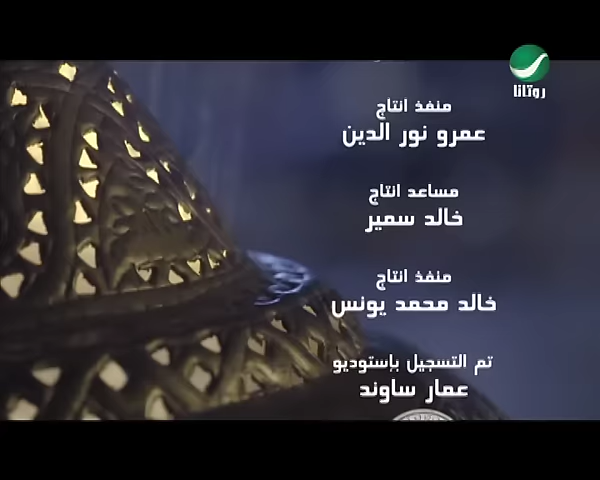 روتانا
منفذ انتاج
عمرو نور الدين
مساعد انتاج
خالد سمير
منفذ انتاج
خالد محمد يونس
تم التسجيل بإستوديو
عمار ساوند